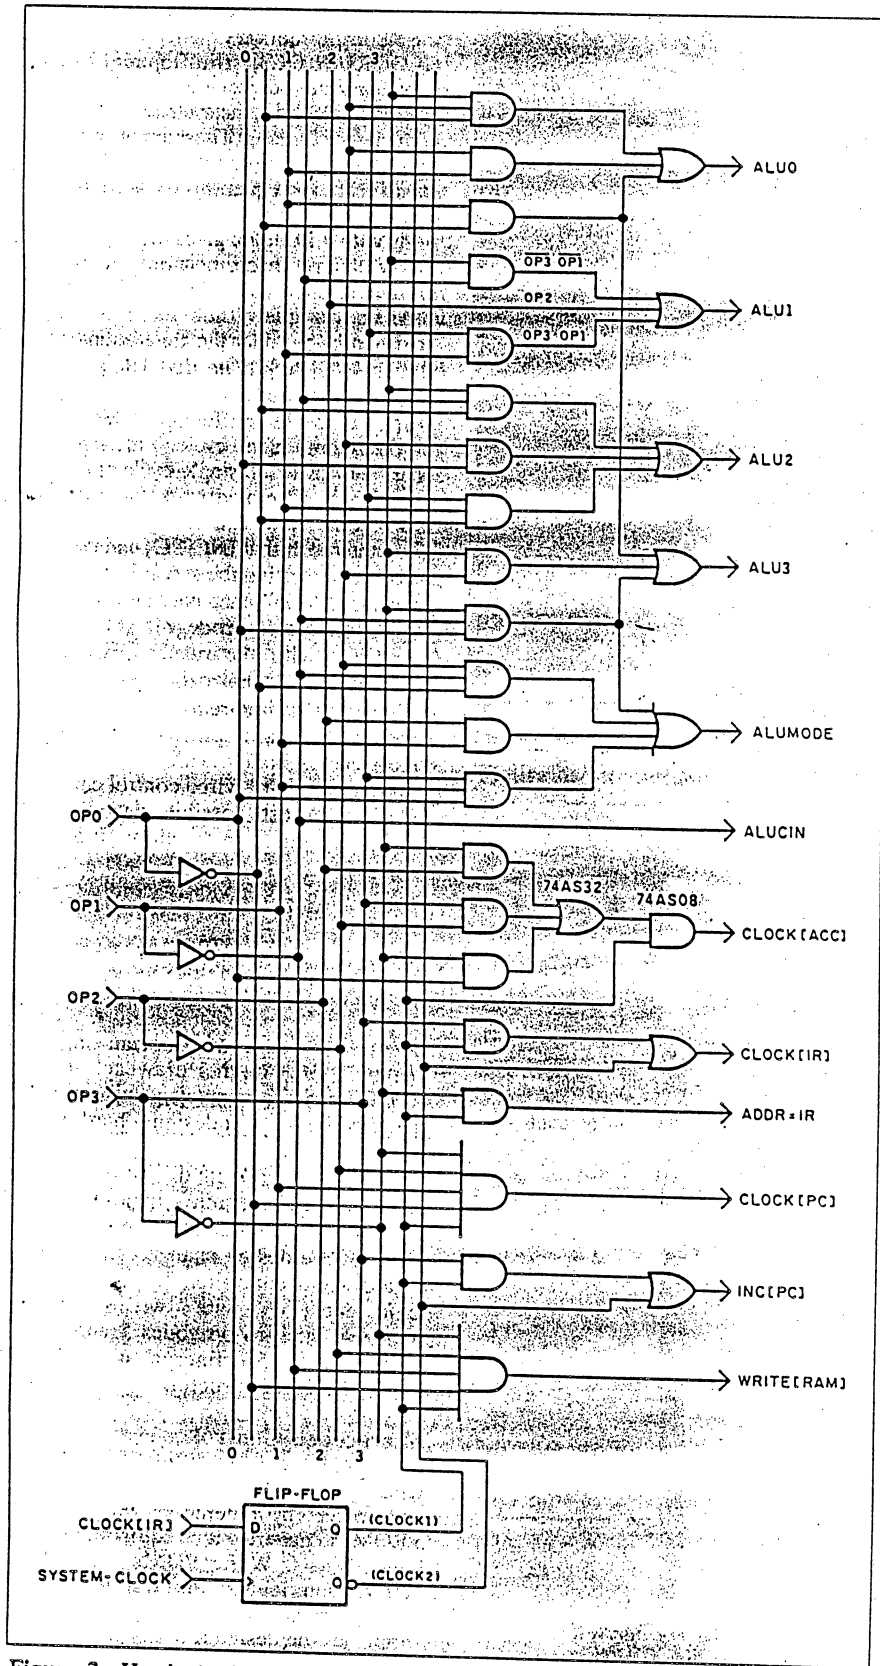 0 1 2 3
ALU0
OP3 OP1
OP2
ALU1
OP3·OP1
ALU2
ALU3
ALUMODE
OP0
ALUCIN
74AS32
74AS08
OP1
CLOCK[ACC]
OP2
CLOCK[IR]
OP3
ADDR=IR
CLOCK[PC]
INC[PC]
WRITE[RAM]
0 1 2 3
FLIP-FLOP
CLOCK[IR] D Q (CLOCK1)
SYSTEM-CLOCK > Q (CLOCK2)